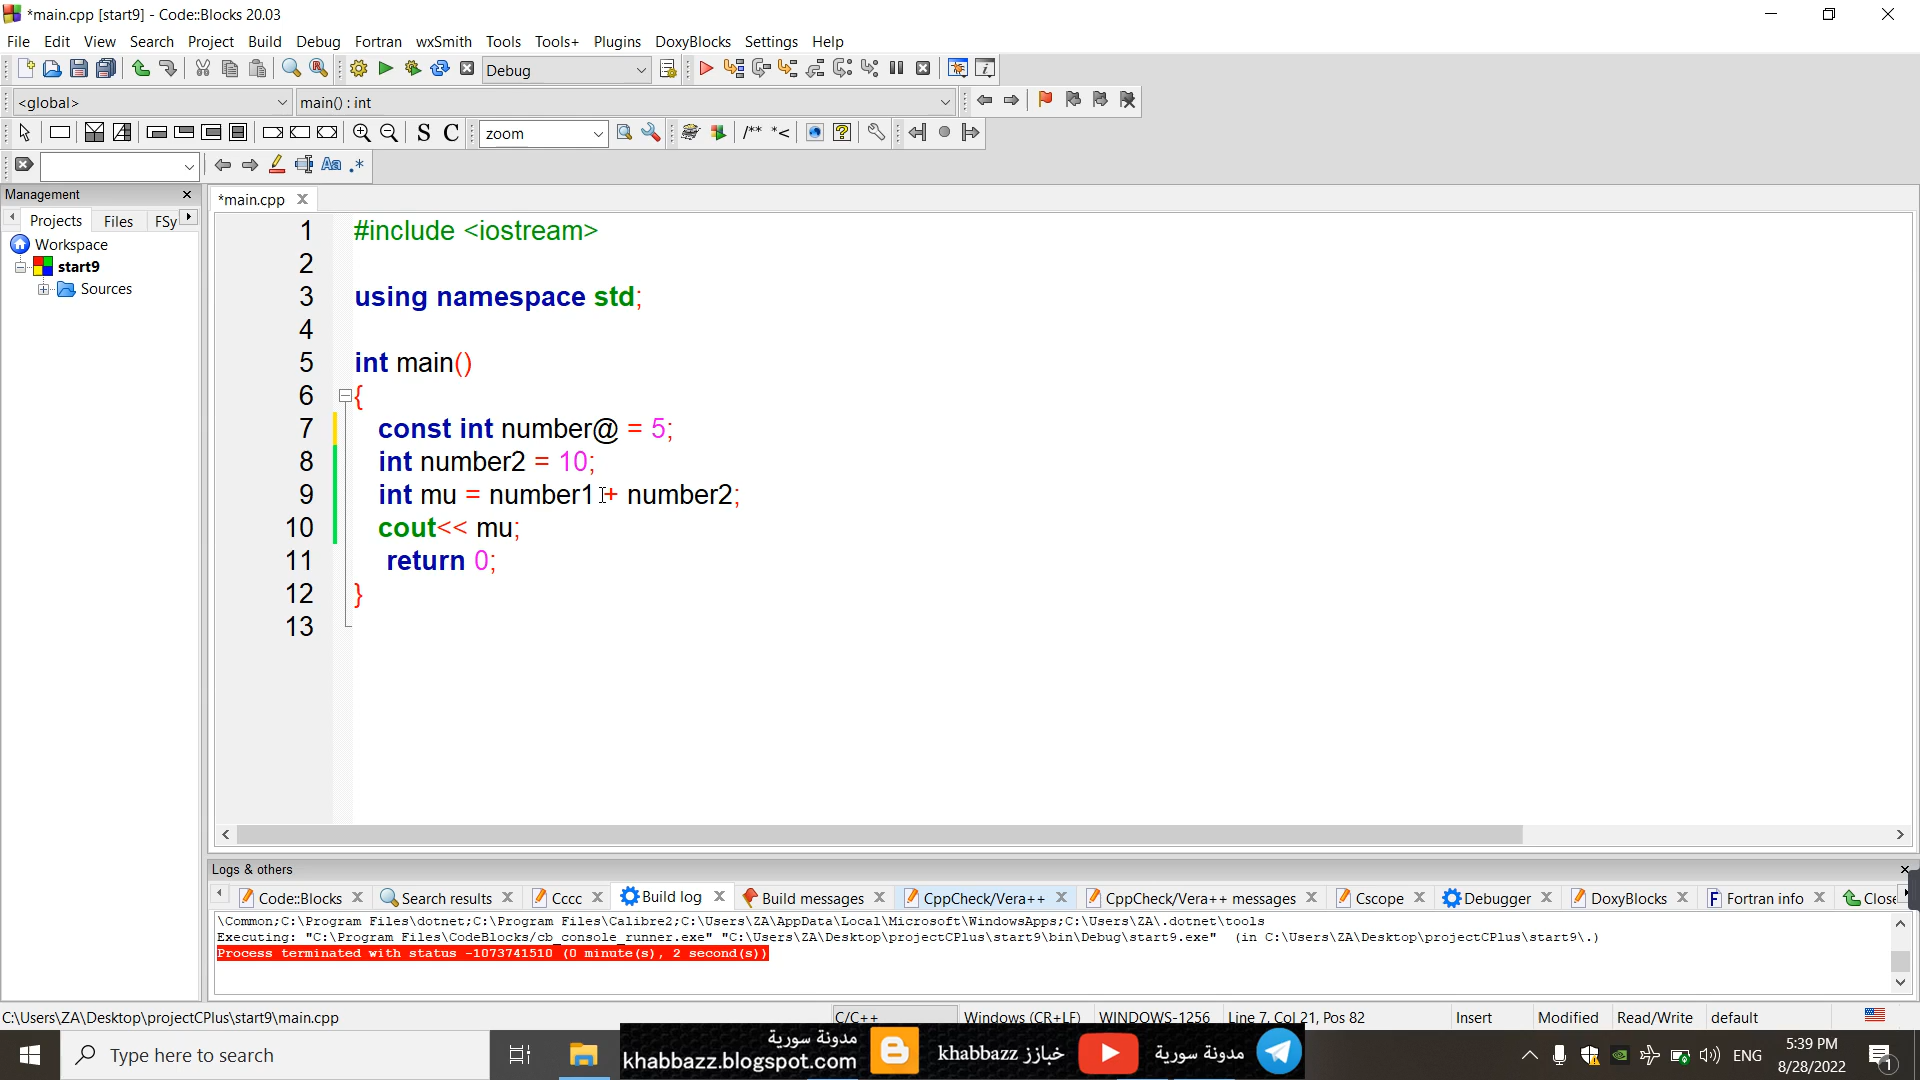 *main.cpp [start9] - Code::Blocks 20.03
File Edit View Search Project Build Debug Fortran wxSmith Tools Tools+ Plugins DoxyBlocks Settings Help
Debug
<global> main() : int
S C zoom /** *<
Aa .*
Management
Projects Files FSy
Workspace
start9
Sources
*main.cpp
1 #include <iostream>
2
3 using namespace std;
4
5 int main()
6 {
7 const int number@ = 5;
8 int number2 = 10;
9 int mu = number1 + number2;
10 cout<< mu;
11 return 0;
12 }
13
Logs & others
Code::Blocks Search results Cccc Build log Build messages CppCheck/Vera++ CppCheck/Vera++ messages Cscope Debugger DoxyBlocks Fortran info Close
\Common;C:\Program Files\dotnet;C:\Program Files\Calibre2;C:\Users\ZA\AppData\Local\Microsoft\WindowsApps;C:\Users\ZA\.dotnet\tools
Executing: "C:\Program Files\CodeBlocks/cb_console_runner.exe" "C:\Users\ZA\Desktop\projectCPlus\start9\bin\Debug\start9.exe" (in C:\Users\ZA\Desktop\projectCPlus\start9\.)
Process terminated with status -1073741510 (0 minute(s), 2 second(s))
C:\Users\ZA\Desktop\projectCPlus\start9\main.cpp C/C++ Windows (CR+LF) WINDOWS-1256 Line 7, Col 21, Pos 82 Insert Modified Read/Write default
Type here to search
مدونة سورية
khabbazz.blogspot.com
خبازز khabbazz
مدونة سورية
ENG
5:39 PM
8/28/2022
1